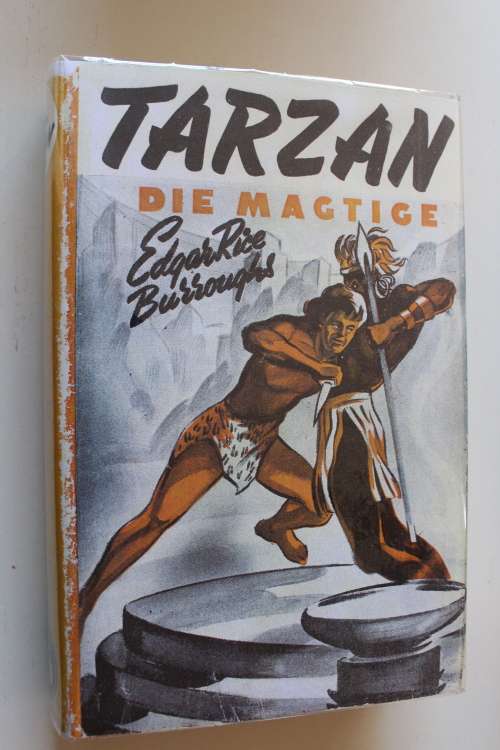 TARZAN
DIE MAGTIGE
Edgar Rice
Burroughs